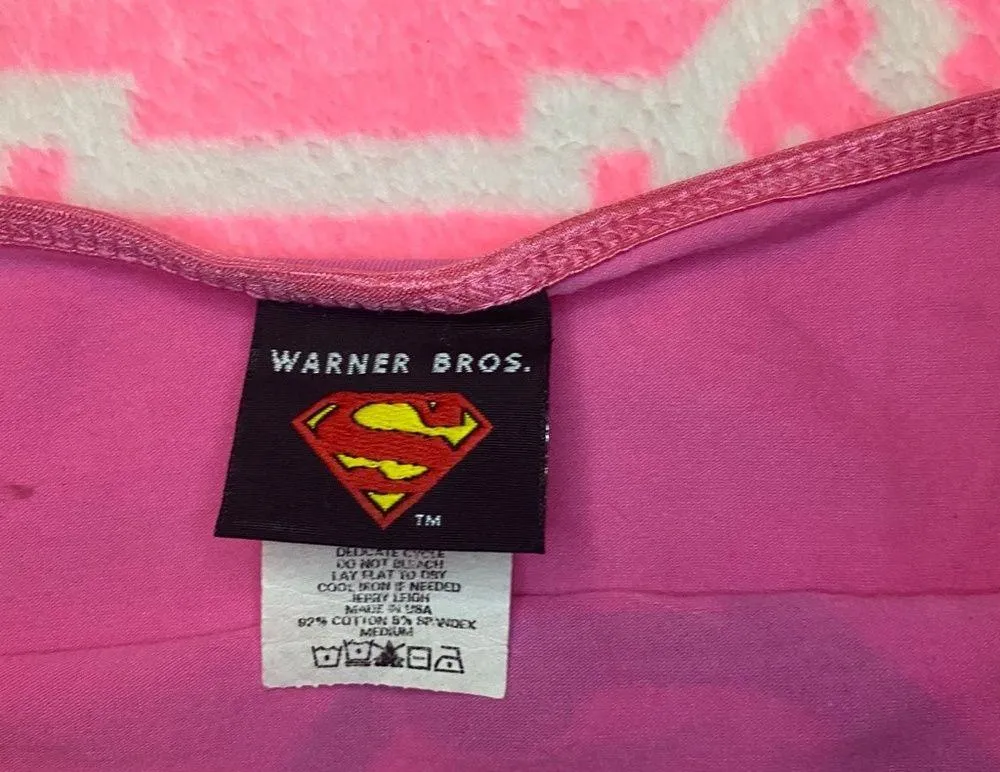 WARNER BROS.
S
TM
DELICATE CYCLE
DO NOT BLEACH
LAY FLAT TO DRY
COOL IRON IF NEEDED
JERRY LEIGH
MADE IN USA
92% COTTON 8% SPANDEX
MEDIUM